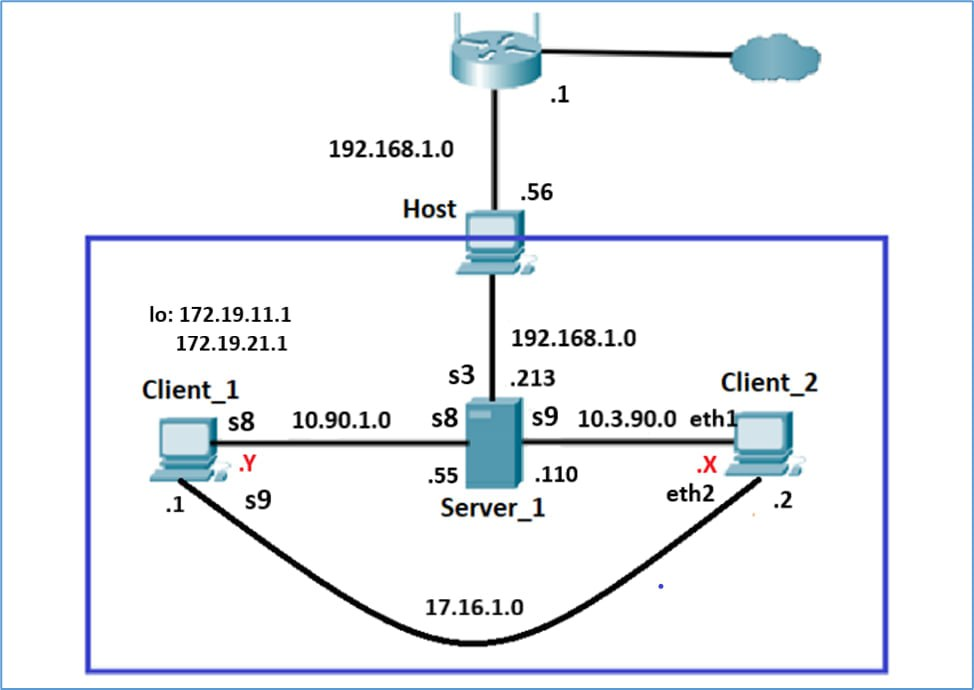 .1
192.168.1.0
.56
Host
lo: 172.19.11.1
172.19.21.1
192.168.1.0
s3 .213
Client_1
Client_2
s8 10.90.1.0 s8
s9 10.3.90.0 eth1
.Y
.55 .110
.X
.1 s9
Server_1
eth2 .2
17.16.1.0